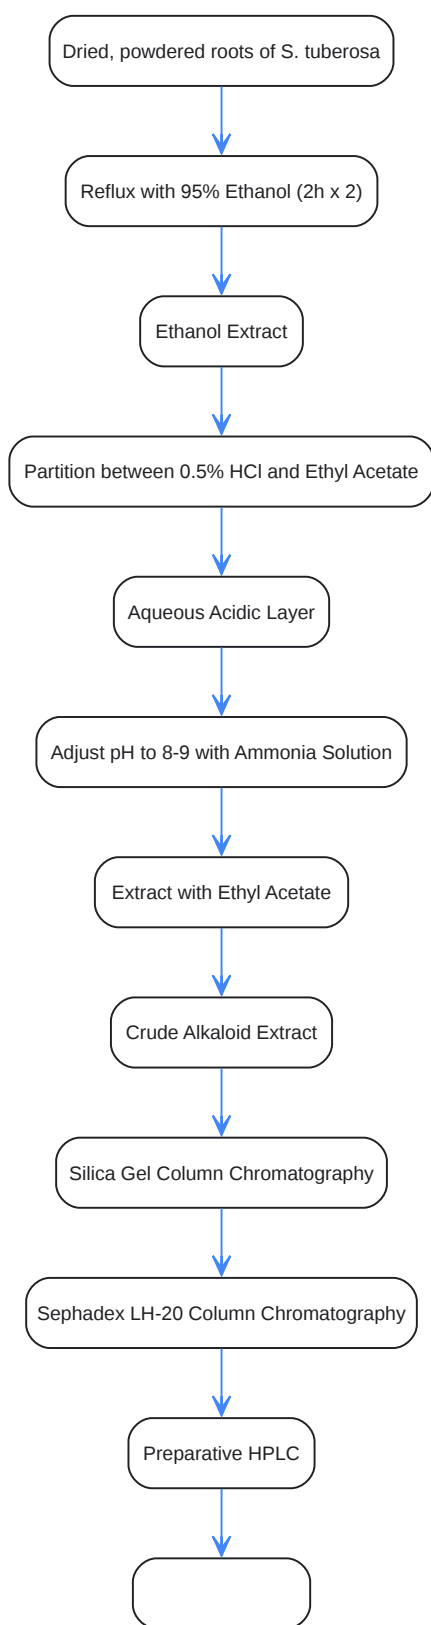 Dried, powdered roots of S. tuberosa
Reflux with 95% Ethanol (2h x 2)
Ethanol Extract
Partition between 0.5% HCl and Ethyl Acetate
Aqueous Acidic Layer
Adjust pH to 8-9 with Ammonia Solution
Extract with Ethyl Acetate
Crude Alkaloid Extract
Silica Gel Column Chromatography
Sephadex LH-20 Column Chromatography
Preparative HPLC